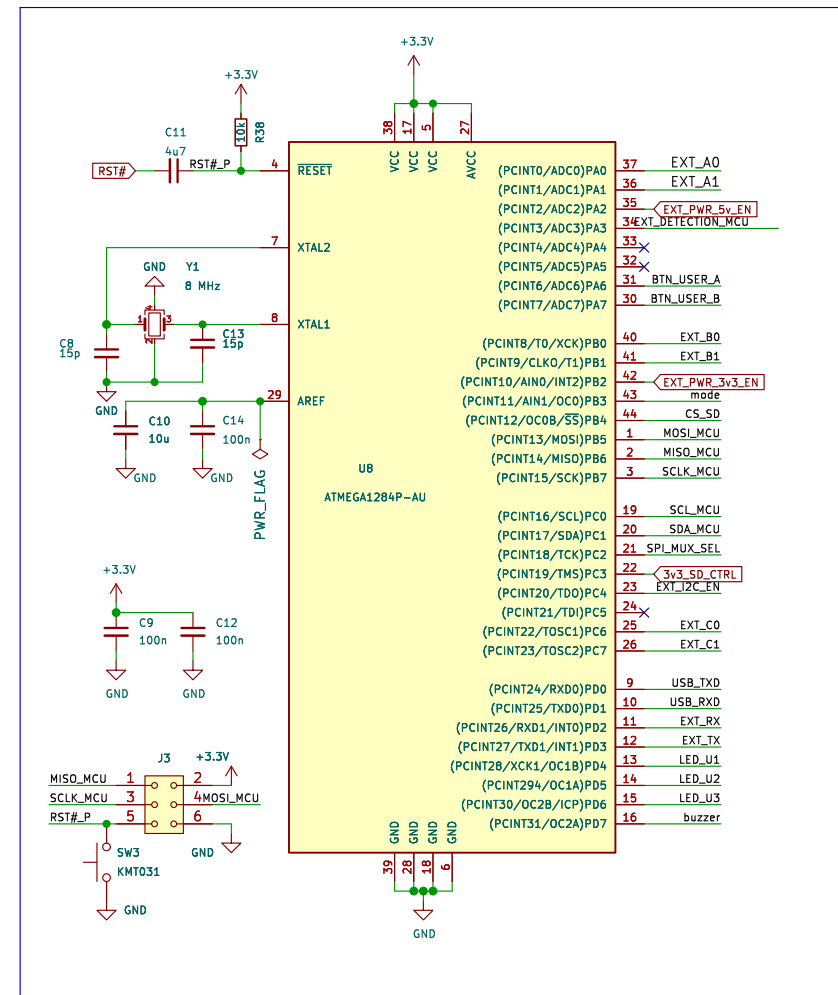 +3.3V
+3.3V
C11
4u7
10k
R38
RST#
RST#_P
38
17
5
27
VCC
VCC
VCC
AVCC
4
RESET
7
XTAL2
GND
Y1
8 MHz
1
2
3
4
8
XTAL1
C8
15p
C13
15p
GND
29
AREF
C10
10u
C14
100n
GND
GND
PWR_FLAG
U8
ATMEGA1284P-AU
(PCINT0/ADC0)PA0 37 EXT_A0
(PCINT1/ADC1)PA1 36 EXT_A1
(PCINT2/ADC2)PA2 35 EXT_PWR_5v_EN
(PCINT3/ADC3)PA3 34 EXT_DETECTION_MCU
(PCINT4/ADC4)PA4 33
(PCINT5/ADC5)PA5 32
(PCINT6/ADC6)PA6 31 BTN_USER_A
(PCINT7/ADC7)PA7 30 BTN_USER_B
(PCINT8/T0/XCK)PB0 40 EXT_B0
(PCINT9/CLKO/T1)PB1 41 EXT_B1
(PCINT10/AIN0/INT2)PB2 42 EXT_PWR_3v3_EN
(PCINT11/AIN1/OC0)PB3 43 mode
(PCINT12/OC0B/SS)PB4 44 CS_SD
(PCINT13/MOSI)PB5 1 MOSI_MCU
(PCINT14/MISO)PB6 2 MISO_MCU
(PCINT15/SCK)PB7 3 SCLK_MCU
(PCINT16/SCL)PC0 19 SCL_MCU
(PCINT17/SDA)PC1 20 SDA_MCU
(PCINT18/TCK)PC2 21 SPI_MUX_SEL
(PCINT19/TMS)PC3 22 3v3_SD_CTRL
(PCINT20/TDO)PC4 23 EXT_I2C_EN
(PCINT21/TDI)PC5 24
(PCINT22/TOSC1)PC6 25 EXT_C0
(PCINT23/TOSC2)PC7 26 EXT_C1
(PCINT24/RXD0)PD0 9 USB_TXD
(PCINT25/TXD0)PD1 10 USB_RXD
(PCINT26/RXD1/INT0)PD2 11 EXT_RX
(PCINT27/TXD1/INT1)PD3 12 EXT_TX
(PCINT28/XCK1/OC1B)PD4 13 LED_U1
(PCINT294/OC1A)PD5 14 LED_U2
(PCINT30/OC2B/ICP)PD6 15 LED_U3
(PCINT31/OC2A)PD7 16 buzzer
GND
GND
GND
GND
39
28
18
6
GND
+3.3V
C9
100n
C12
100n
GND
GND
J3
+3.3V
MISO_MCU 1 2
SCLK_MCU 3 4 MOSI_MCU
RST#_P 5 6
GND
SW3
KMT031
GND